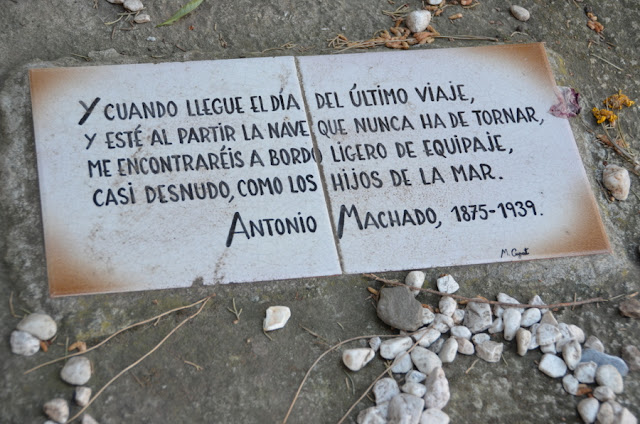 Y CUANDO LLEGUE EL DÍA DEL ÚLTIMO VIAJE,
Y ESTÉ AL PARTIR LA NAVE QUE NUNCA HA DE TORNAR,
ME ENCONTRARÉIS A BORDO LIGERO DE EQUIPAJE,
CASI DESNUDO, COMO LOS HIJOS DE LA MAR.
ANTONIO MACHADO, 1875-1939.